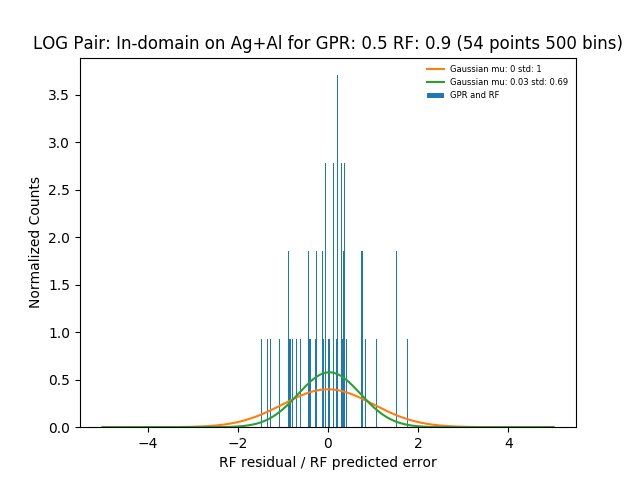 LOG Pair: In-domain on Ag+Al for GPR: 0.5 RF: 0.9 (54 points 500 bins)
Gaussian mu: 0 std: 1
Gaussian mu: 0.03 std: 0.69
GPR and RF
Normalized Counts
3.5
3.0
2.5
2.0
1.5
1.0
0.5
0.0
−4 −2 0 2 4
RF residual / RF predicted error